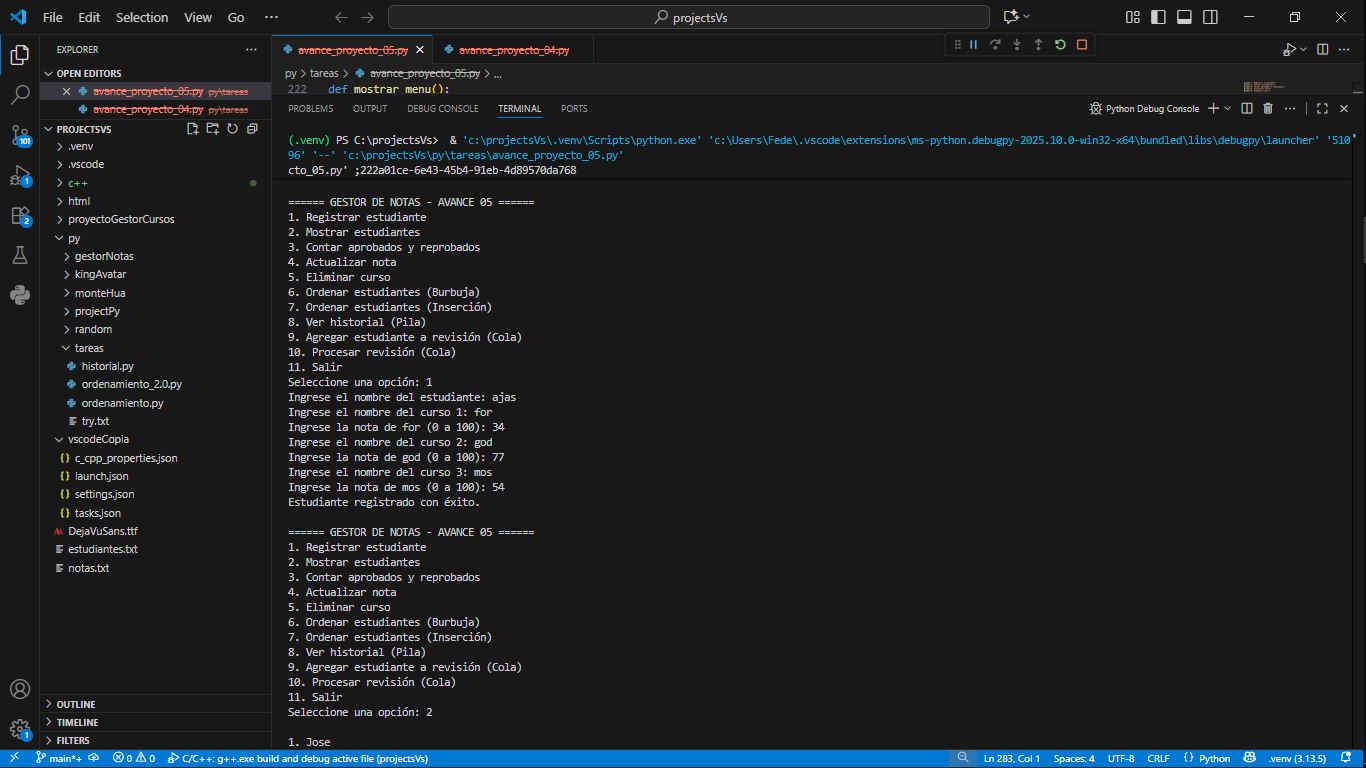 File Edit Selection View Go ··· projectsVs
EXPLORER ···
OPEN EDITORS
avance_proyecto_05.py py\tareas
avance_proyecto_04.py py\tareas
PROJECTSVS
.venv
.vscode
c++
html
proyectoGestorCursos
py
gestorNotas
kingAvatar
monteHua
projectPy
random
tareas
historial.py
ordenamiento_2.0.py
ordenamiento.py
try.txt
vscodeCopia
c_cpp_properties.json
launch.json
settings.json
tasks.json
DejaVuSans.ttf
estudiantes.txt
notas.txt
OUTLINE
TIMELINE
FILTERS
101
1
2
1
avance_proyecto_05.py avance_proyecto_04.py
py > tareas > avance_proyecto_05.py > ...
222 def mostrar_menu():
PROBLEMS OUTPUT DEBUG CONSOLE TERMINAL PORTS Python Debug Console
(.venv) PS C:\projectsVs> & 'c:\projectsVs\.venv\Scripts\python.exe' 'c:\Users\Fede\.vscode\extensions\ms-python.debugpy-2025.10.0-win32-x64\bundled\libs\debugpy\launcher' '510
96' '--' 'c:\projectsVs\py\tareas\avance_proyecto_05.py'
cto_05.py' ;222a01ce-6e43-45b4-91eb-4d89570da768
====== GESTOR DE NOTAS - AVANCE 05 ======
1. Registrar estudiante
2. Mostrar estudiantes
3. Contar aprobados y reprobados
4. Actualizar nota
5. Eliminar curso
6. Ordenar estudiantes (Burbuja)
7. Ordenar estudiantes (Inserción)
8. Ver historial (Pila)
9. Agregar estudiante a revisión (Cola)
10. Procesar revisión (Cola)
11. Salir
Seleccione una opción: 1
Ingrese el nombre del estudiante: ajas
Ingrese el nombre del curso 1: for
Ingrese la nota de for (0 a 100): 34
Ingrese el nombre del curso 2: god
Ingrese la nota de god (0 a 100): 77
Ingrese el nombre del curso 3: mos
Ingrese la nota de mos (0 a 100): 54
Estudiante registrado con éxito.
====== GESTOR DE NOTAS - AVANCE 05 ======
1. Registrar estudiante
2. Mostrar estudiantes
3. Contar aprobados y reprobados
4. Actualizar nota
5. Eliminar curso
6. Ordenar estudiantes (Burbuja)
7. Ordenar estudiantes (Inserción)
8. Ver historial (Pila)
9. Agregar estudiante a revisión (Cola)
10. Procesar revisión (Cola)
11. Salir
Seleccione una opción: 2
1. Jose
main*+ 0 0 C/C++: g++.exe build and debug active file (projectsVs) Ln 283, Col 1 Spaces: 4 UTF-8 CRLF {} Python .venv (3.13.5)